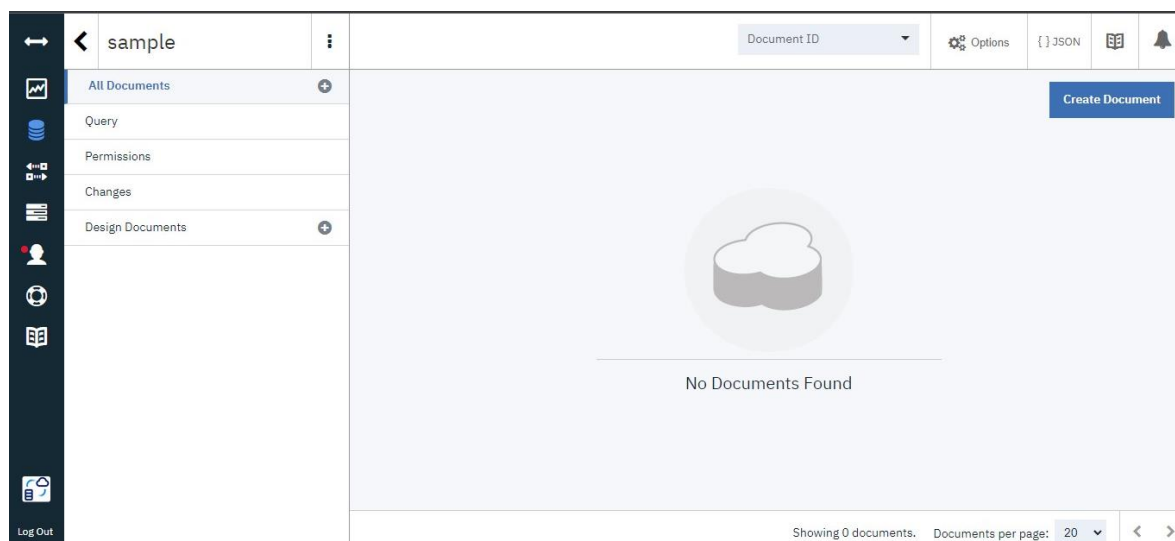 sample
Document ID
Options
{ } JSON
All Documents
Create Document
Query
Permissions
Changes
Design Documents
No Documents Found
Log Out
Showing 0 documents.
Documents per page: 20